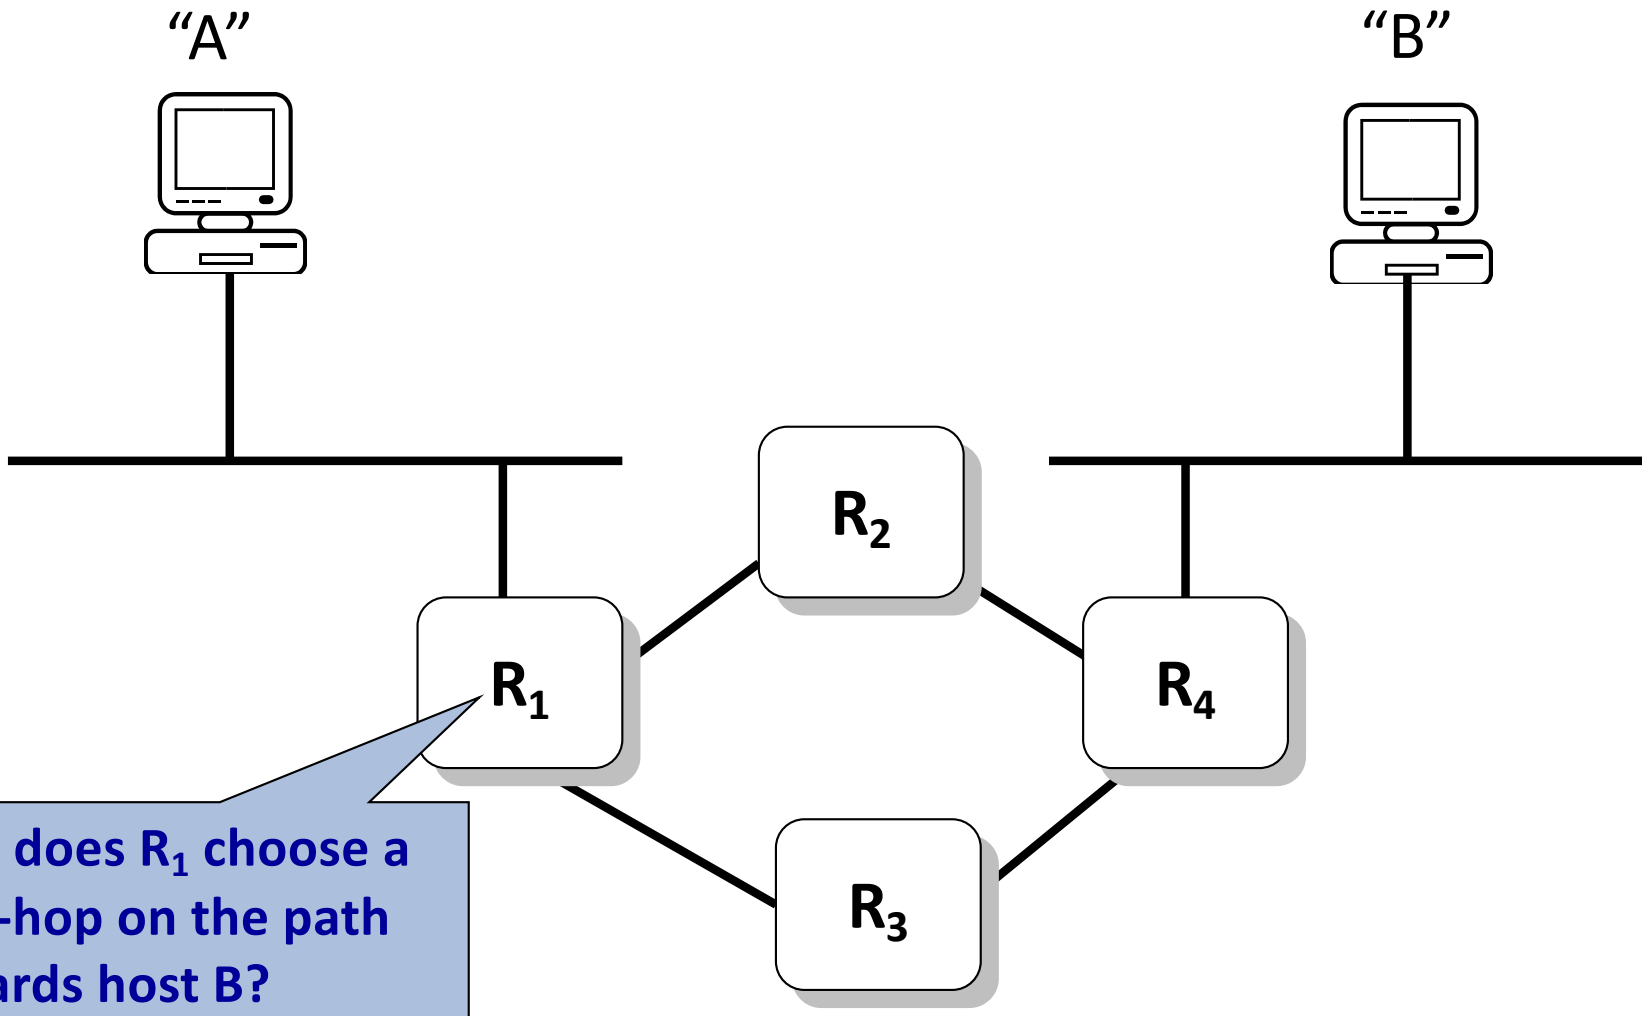 “A”
“B”
R₂
R₁
R₄
R₃
does R₁ choose a
-hop on the path
ards host B?